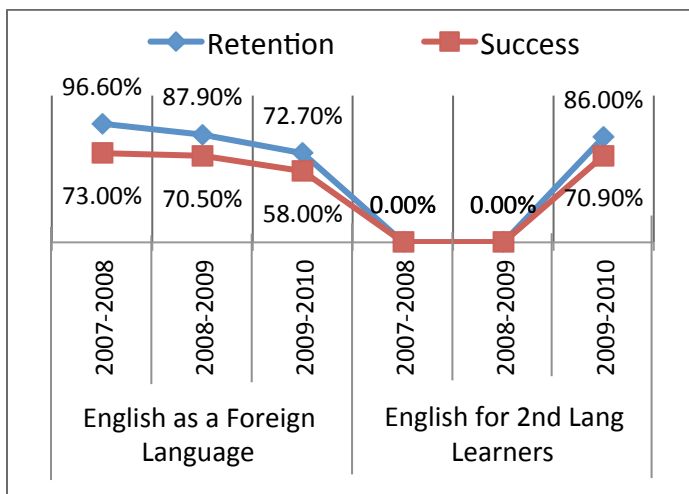 Retention Success
96.60% 87.90% 72.70% 86.00%
73.00% 70.50% 58.00% 0.00% 0.00% 70.90%
2007-2008 2008-2009 2009-2010 2007-2008 2008-2009 2009-2010
English as a Foreign English for 2nd Lang
Language Learners